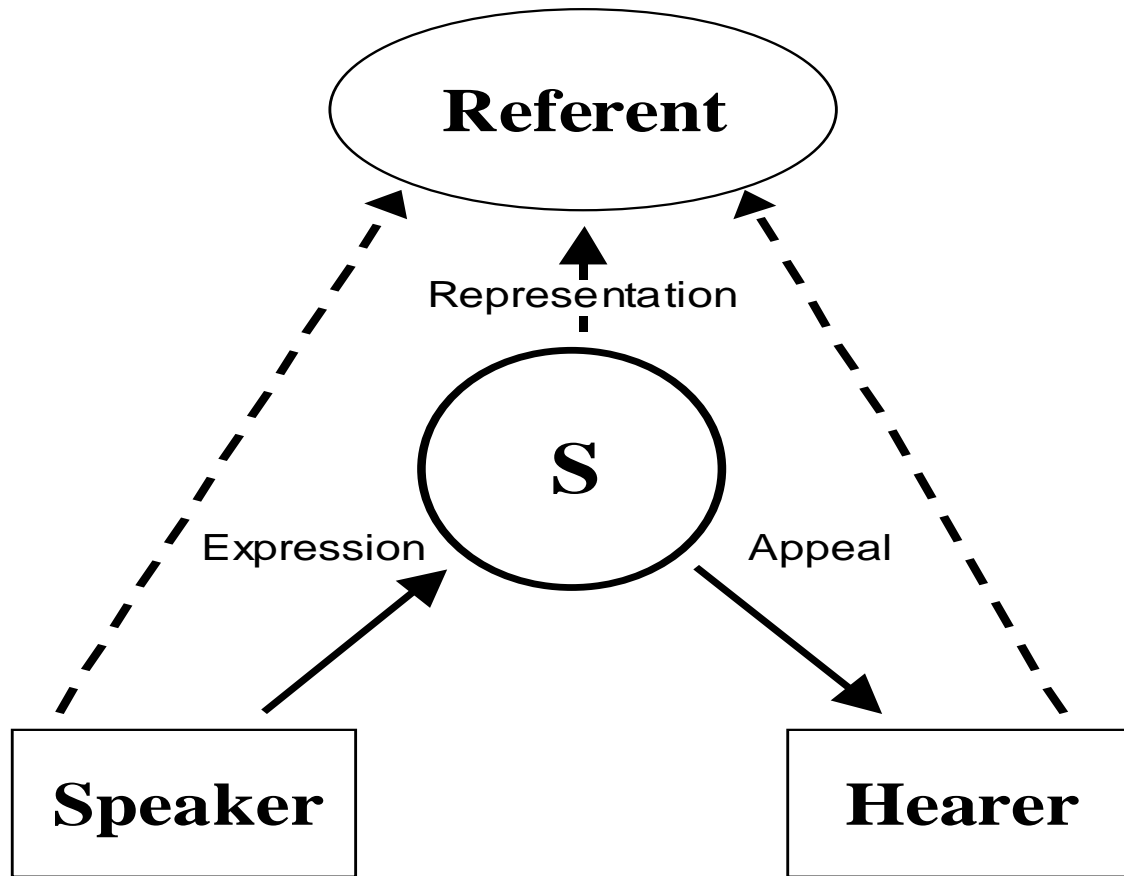 Referent
Representation
S
Expression
Appeal
Speaker
Hearer